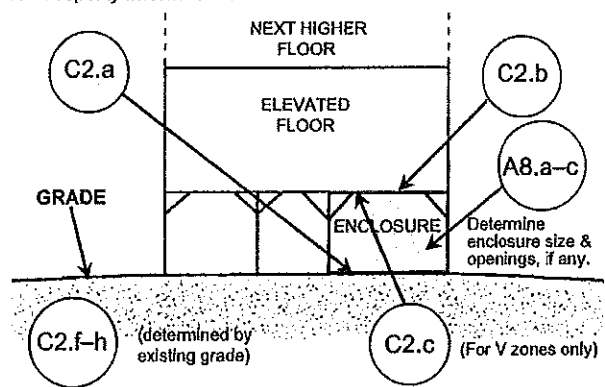 NEXT HIGHER
FLOOR
C2.a
C2.b
ELEVATED
FLOOR
A8.a–c
GRADE
ENCLOSURE
Determine
enclosure size &
openings, if any.
C2.f–h
(determined by
existing grade)
C2.c
(For V zones only)